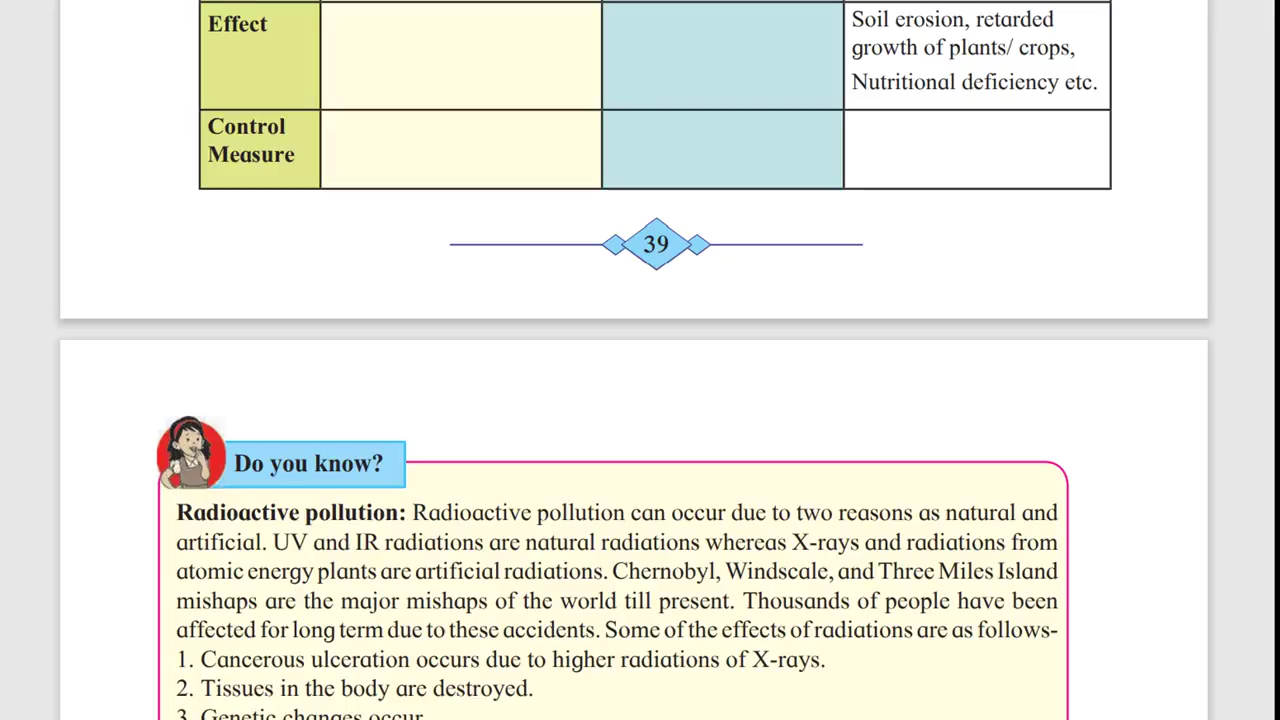 Effect
Soil erosion, retarded
growth of plants/ crops,
Nutritional deficiency etc.
Control
Measure
39
Do you know?
Radioactive pollution: Radioactive pollution can occur due to two reasons as natural and
artificial. UV and IR radiations are natural radiations whereas X-rays and radiations from
atomic energy plants are artificial radiations. Chernobyl, Windscale, and Three Miles Island
mishaps are the major mishaps of the world till present. Thousands of people have been
affected for long term due to these accidents. Some of the effects of radiations are as follows-
1. Cancerous ulceration occurs due to higher radiations of X-rays.
2. Tissues in the body are destroyed.
3. Genetic changes occur.